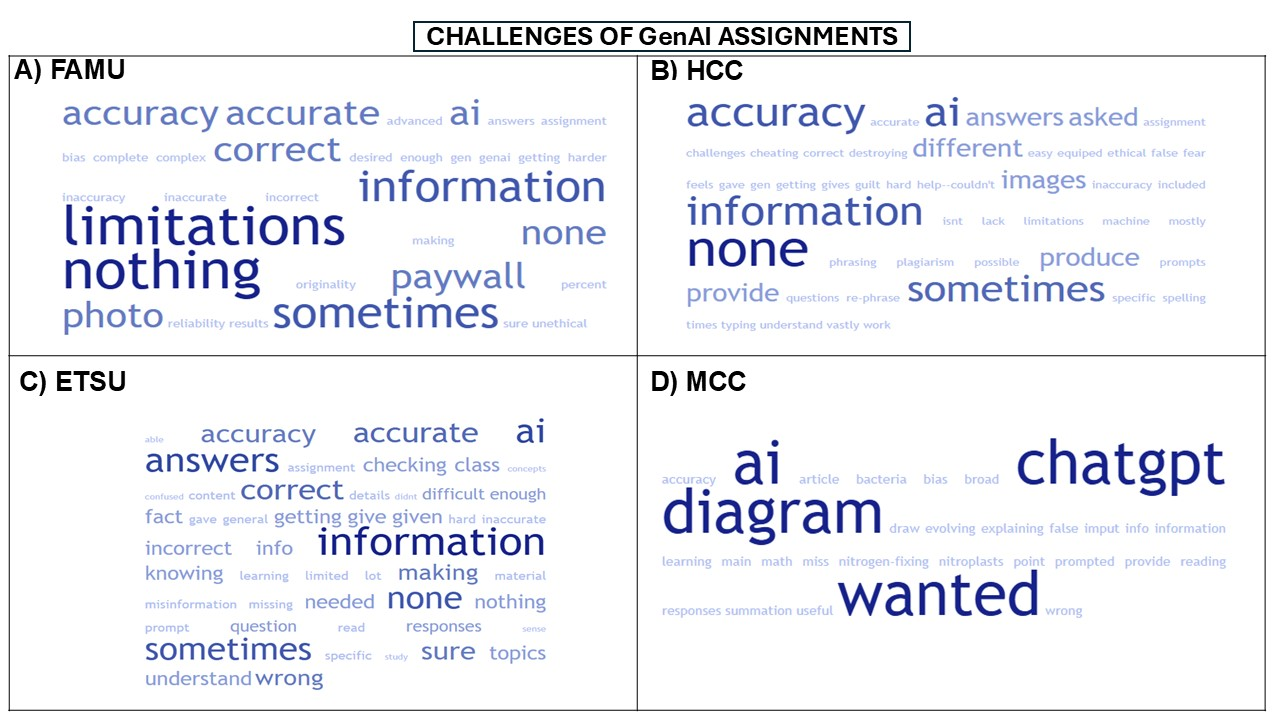 CHALLENGES OF GenAI ASSIGNMENTS
A) FAMU
accuracy accurate advanced ai answers assignment
bias complete complex correct desired enough gen genai getting harder
inaccuracy inaccurate incorrect information
limitations making none
nothing originality paywall percent
photo reliability results sometimes sure unethical
B) HCC
accuracy accurate ai answers asked assignment
challenges cheating correct destroying different easy equiped ethical false fear
feels gave gen getting gives guilt hard help--couldn't images inaccuracy included
information isnt lack limitations machine mostly
none phrasing plagiarism possible produce prompts
provide questions re-phrase sometimes specific spelling
times typing understand vastly work
C) ETSU
able accuracy accurate ai
answers assignment checking class concepts
confused content correct details didnt difficult enough
fact gave general getting give given hard inaccurate
incorrect info information
knowing learning limited lot making material
misinformation missing needed none nothing
prompt question read responses sense
sometimes specific study sure topics
understand wrong
D) MCC
accuracy ai article bacteria bias broad chatgpt
diagram draw evolving explaining false imput info information
learning main math miss nitrogen-fixing nitroplasts point prompted provide reading
responses summation useful wanted wrong